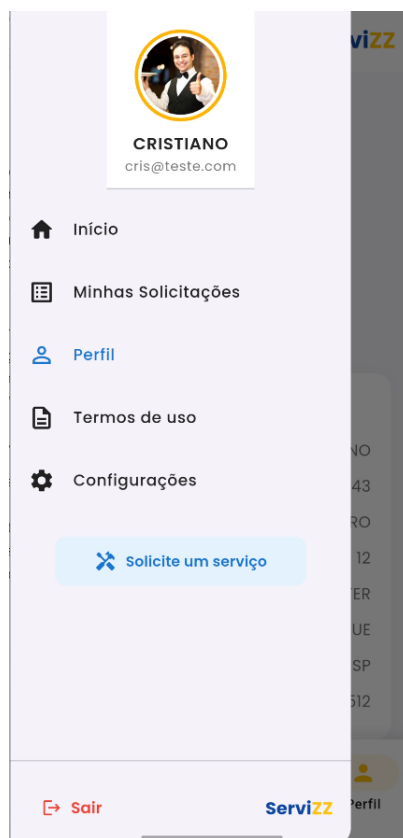 viZZ
CRISTIANO
cris@teste.com
Início
Minhas Solicitações
Perfil
Termos de uso
Configurações
NO
43
RO
Solicite um serviço
12
TER
UE
SP
512
Sair
ServiZZ
Perfil